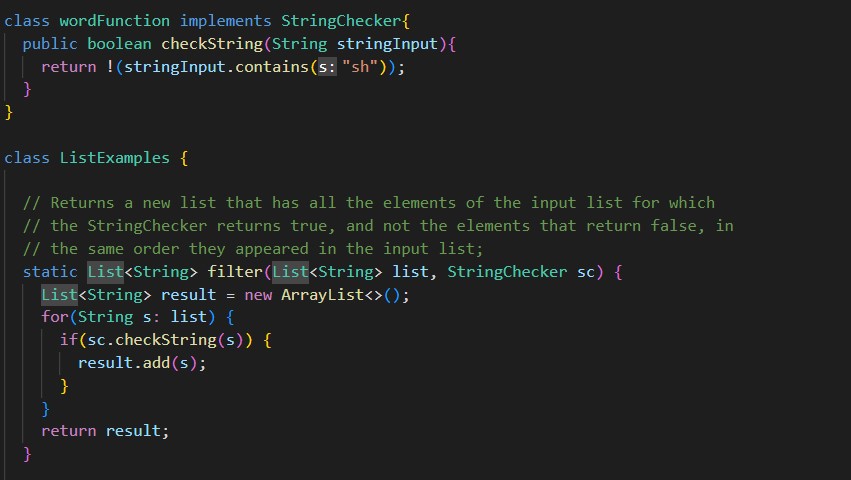 class wordFunction implements StringChecker{
public boolean checkString(String stringInput){
return !(stringInput.contains(s: "sh"));
}
}
class ListExamples {
// Returns a new list that has all the elements of the input list for which
// the StringChecker returns true, and not the elements that return false, in
// the same order they appeared in the input list;
static List<String> filter(List<String> list, StringChecker sc) {
List<String> result = new ArrayList<>();
for(String s: list) {
if(sc.checkString(s)) {
result.add(s);
}
}
return result;
}